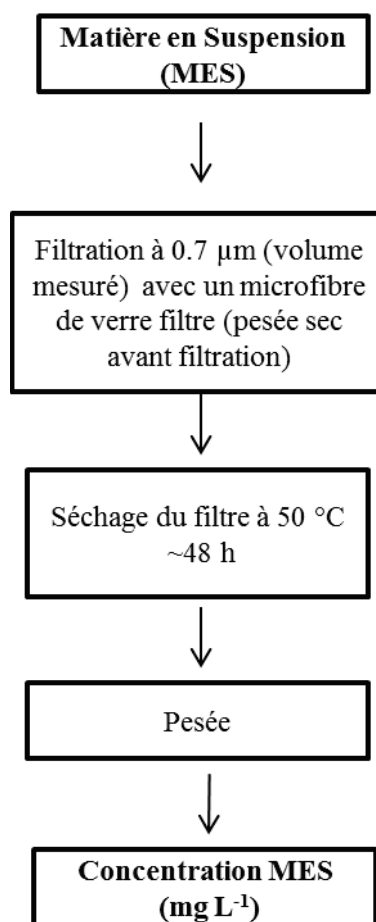 Matière en Suspension
(MES)
Filtration à 0.7 µm (volume
mesuré) avec un microfibre
de verre filtre (pesée sec
avant filtration)
Séchage du filtre à 50 °C
~48 h
Pesée
Concentration MES
(mg L⁻¹)